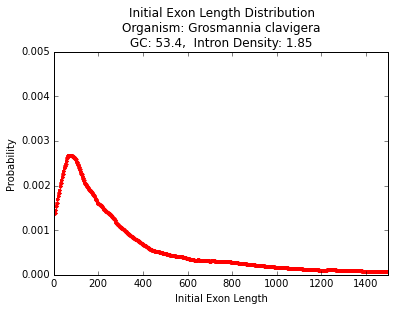 Initial Exon Length Distribution
Organism: Grosmannia clavigera
GC: 53.4,  Intron Density: 1.85
0.005
0.004
0.003
0.002
0.001
0.000
Probability
0 200 400 600 800 1000 1200 1400
Initial Exon Length